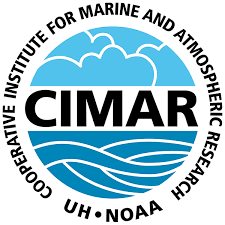 COOPERATIVE INSTITUTE FOR MARINE AND ATMOSPHERIC RESEARCH
CIMAR
UH • NOAA